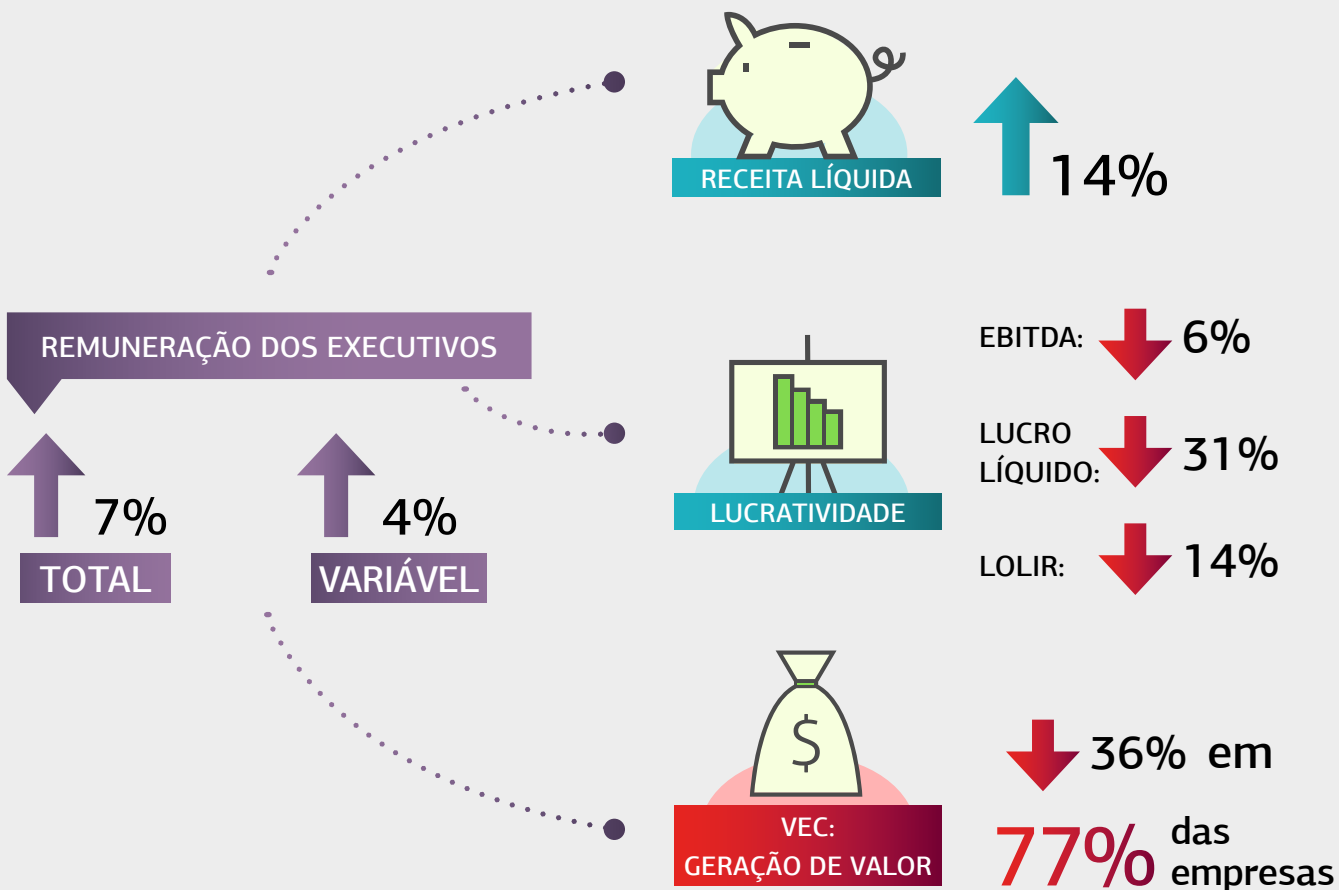 RECEITA LÍQUIDA
14%
REMUNERAÇÃO DOS EXECUTIVOS
7%
TOTAL
4%
VARIÁVEL
LUCRATIVIDADE
EBITDA:
6%
LUCRO
LÍQUIDO:
31%
LOLIR:
14%
$
VEC:
GERAÇÃO DE VALOR
36% em
77% das
empresas